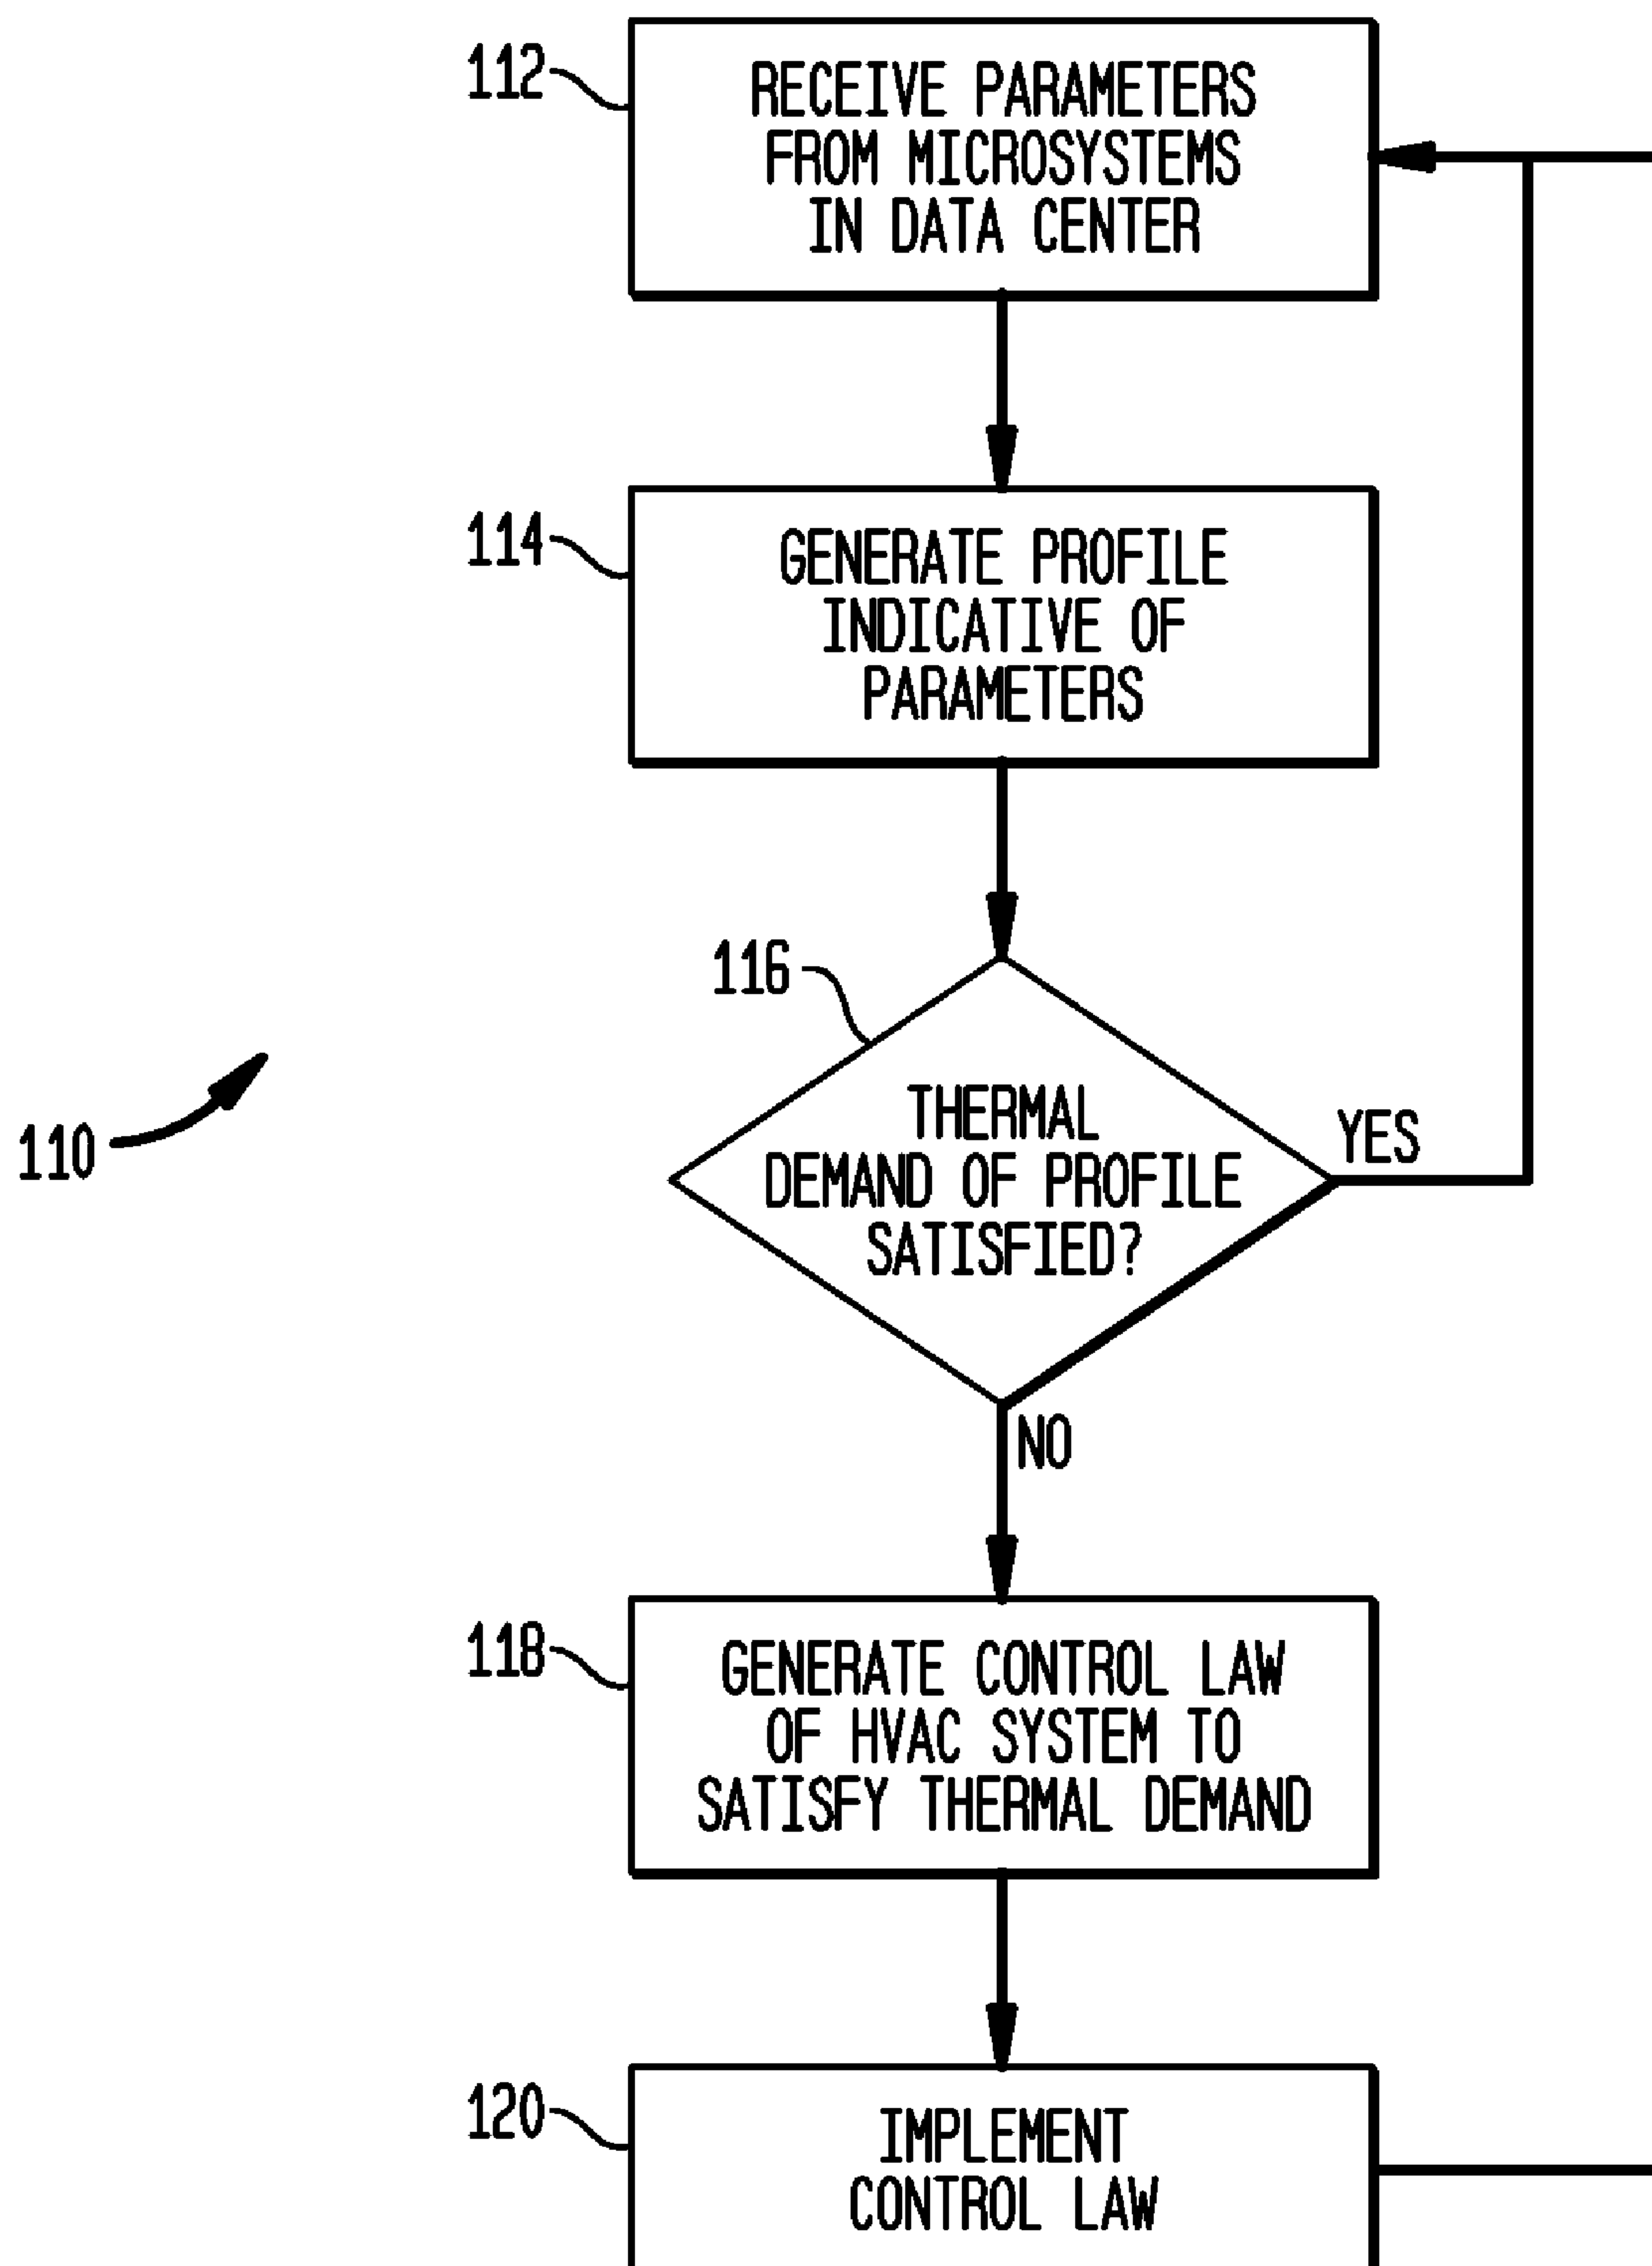 112
RECEIVE PARAMETERS
FROM MICROSYSTEMS
IN DATA CENTER
114
GENERATE PROFILE
INDICATIVE OF
PARAMETERS
116
THERMAL
DEMAND OF PROFILE
SATISFIED?
YES
110
NO
118
GENERATE CONTROL LAW
OF HVAC SYSTEM TO
SATISFY THERMAL DEMAND
120
IMPLEMENT
CONTROL LAW